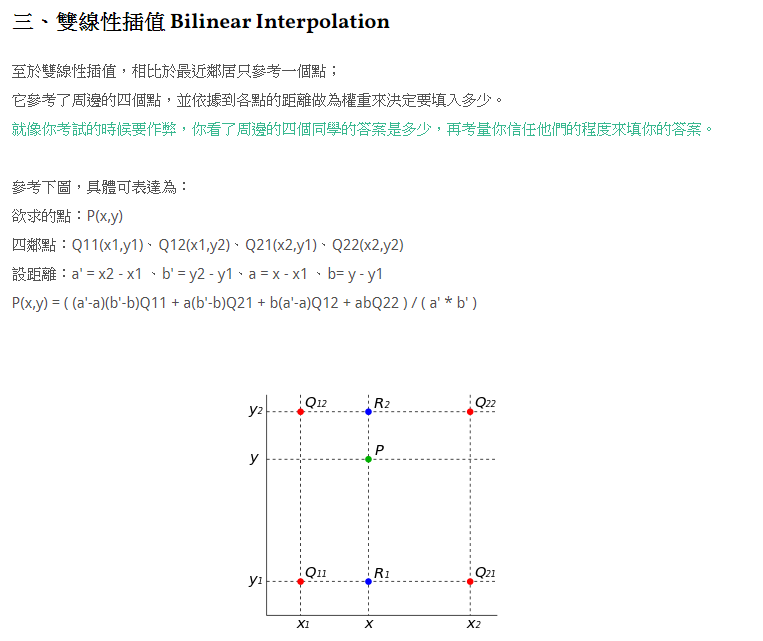 三、雙線性插值 Bilinear Interpolation
至於雙線性插值，相比於最近鄰居只參考一個點；
它參考了周邊的四個點，並依據到各點的距離做為權重來決定要填入多少。
就像你考試的時候要作弊，你看了周邊的四個同學的答案是多少，再考量你信任他們的程度來填你的答案。
參考下圖，具體可表達為：
欲求的點：P(x,y)
四鄰點：Q11(x1,y1)、Q12(x1,y2)、Q21(x2,y1)、Q22(x2,y2)
設距離：a' = x2 - x1 、b' = y2 - y1、a = x - x1 、b= y - y1
P(x,y) = ( (a'-a)(b'-b)Q11 + a(b'-b)Q21 + b(a'-a)Q12 + abQ22 ) / ( a' * b' )
y2 Q12 R2 Q22
y P
y1 Q11 R1 Q21
x1 x x2